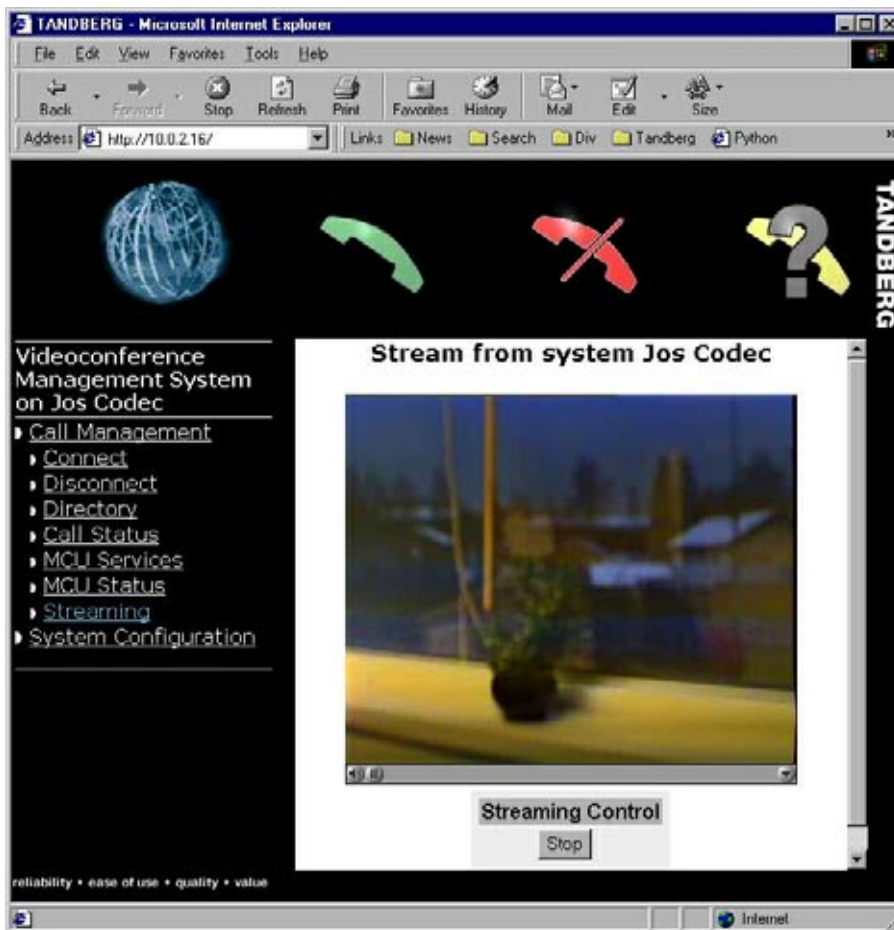 TANDBERG - Microsoft Internet Explorer
File Edit View Favorites Tools Help
Back Forward Stop Refresh Print Favorites History Mail Edit Size
Address http://10.0.2.16/ Links News Search Div Tandberg Python »
TANDBERG
Videoconference
Management System
on Jos Codec
Call Management
Connect
Disconnect
Directory
Call Status
MCU Services
MCU Status
Streaming
System Configuration
reliability • ease of use • quality • value
Stream from system Jos Codec
Streaming Control
Stop
Internet